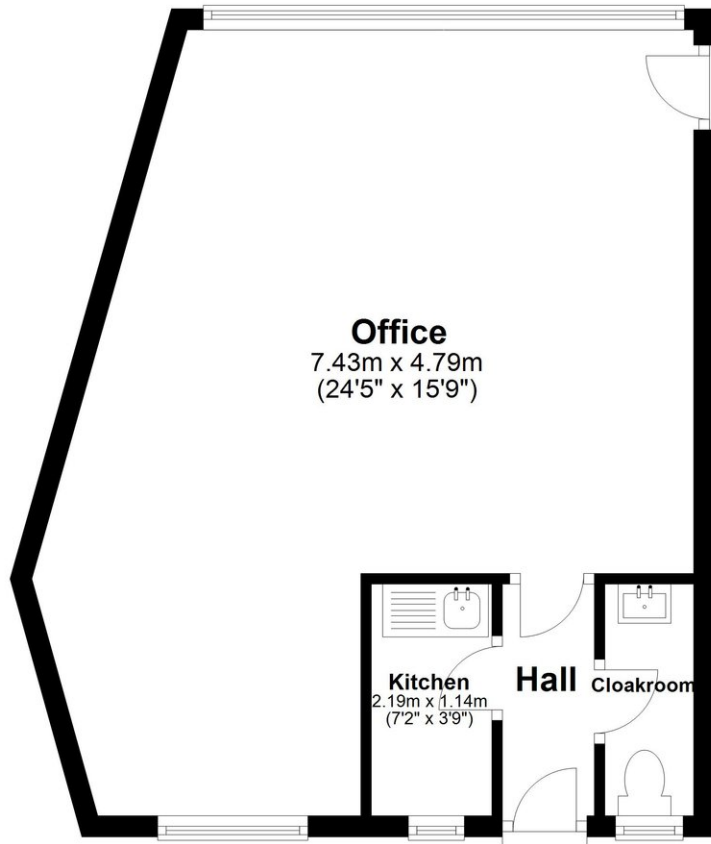 Office
7.43m x 4.79m
(24'5" x 15'9")
Kitchen
2.19m x 1.14m
(7'2" x 3'9")
Hall
Cloakroom